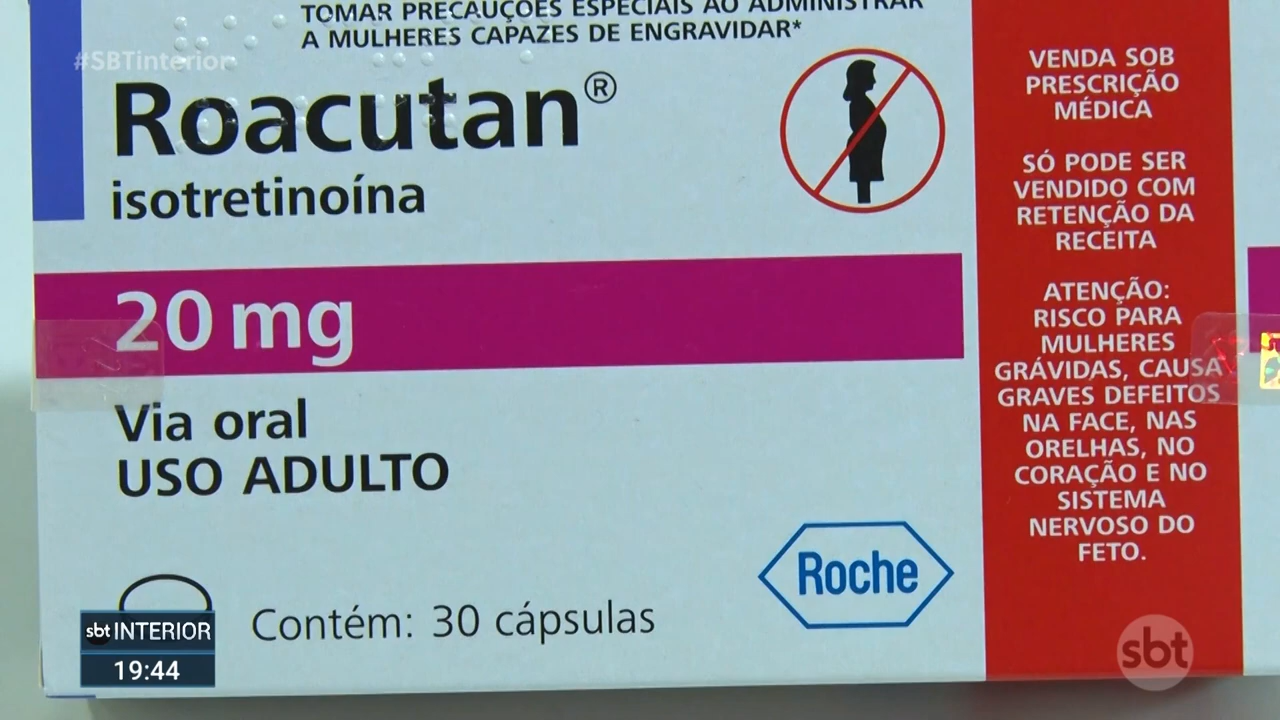 TOMAR PRECAUÇÕES ESPECIAIS AO ADMINISTRAR
A MULHERES CAPAZES DE ENGRAVIDAR*
#SBTinterior
Roacutan®
isotretinoína
20 mg
Via oral
USO ADULTO
Contém: 30 cápsulas
Roche
VENDA SOB
PRESCRIÇÃO
MÉDICA
SÓ PODE SER
VENDIDO COM
RETENÇÃO DA
RECEITA
ATENÇÃO:
RISCO PARA
MULHERES
GRÁVIDAS, CAUSA
GRAVES DEFEITOS
NA FACE, NAS
ORELHAS, NO
CORAÇÃO E NO
SISTEMA
NERVOSO DO
FETO.
sbt INTERIOR
19:44
sbt